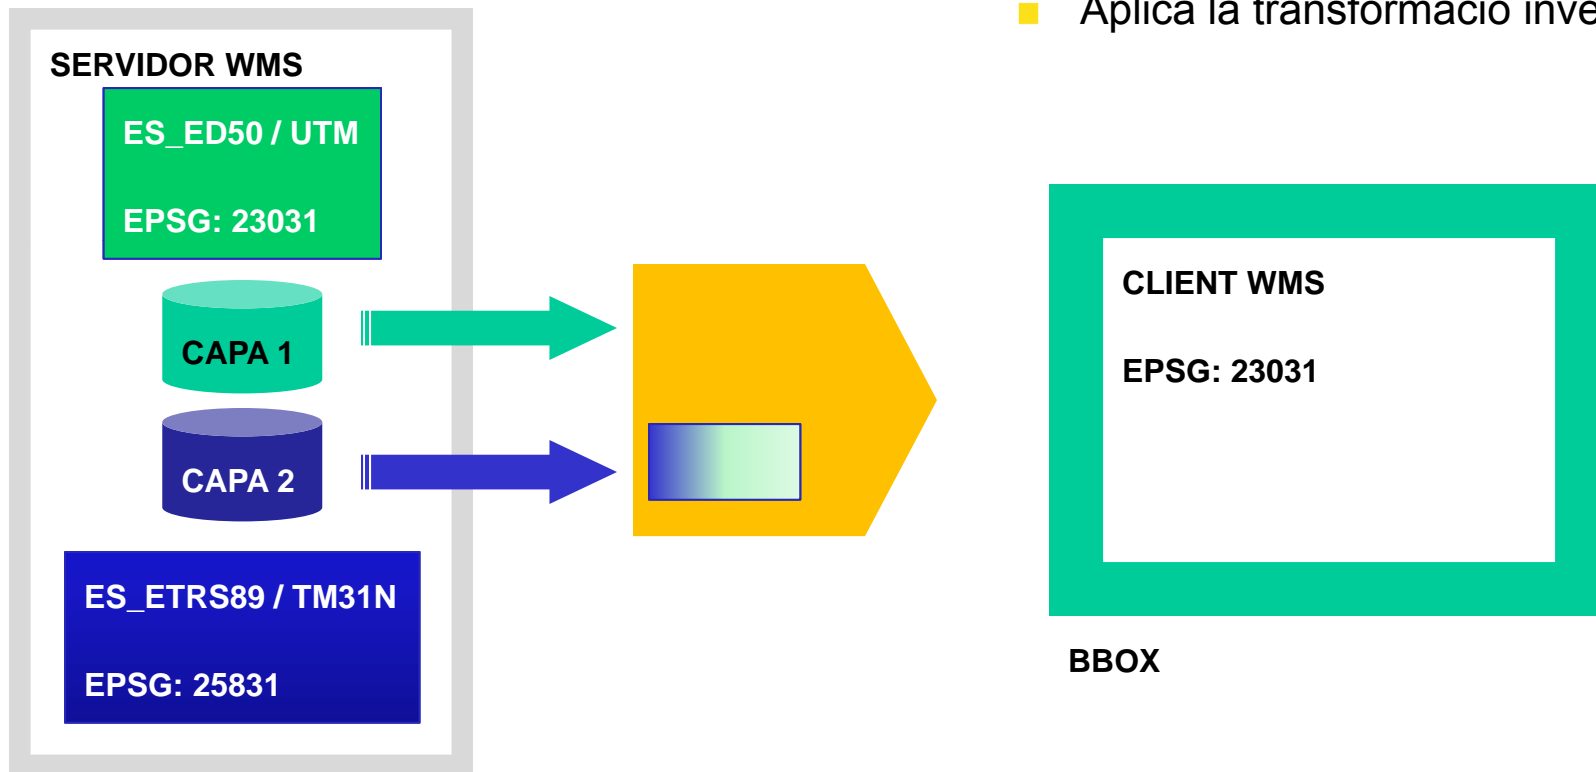 Aplica la transformació
SERVIDOR WMS
ES_ED50 / UTM
EPSG: 23031
CAPA 1
CAPA 2
ES_ETRS89 / TM31N
EPSG: 25831
CLIENT WMS
EPSG: 23031
BBOX